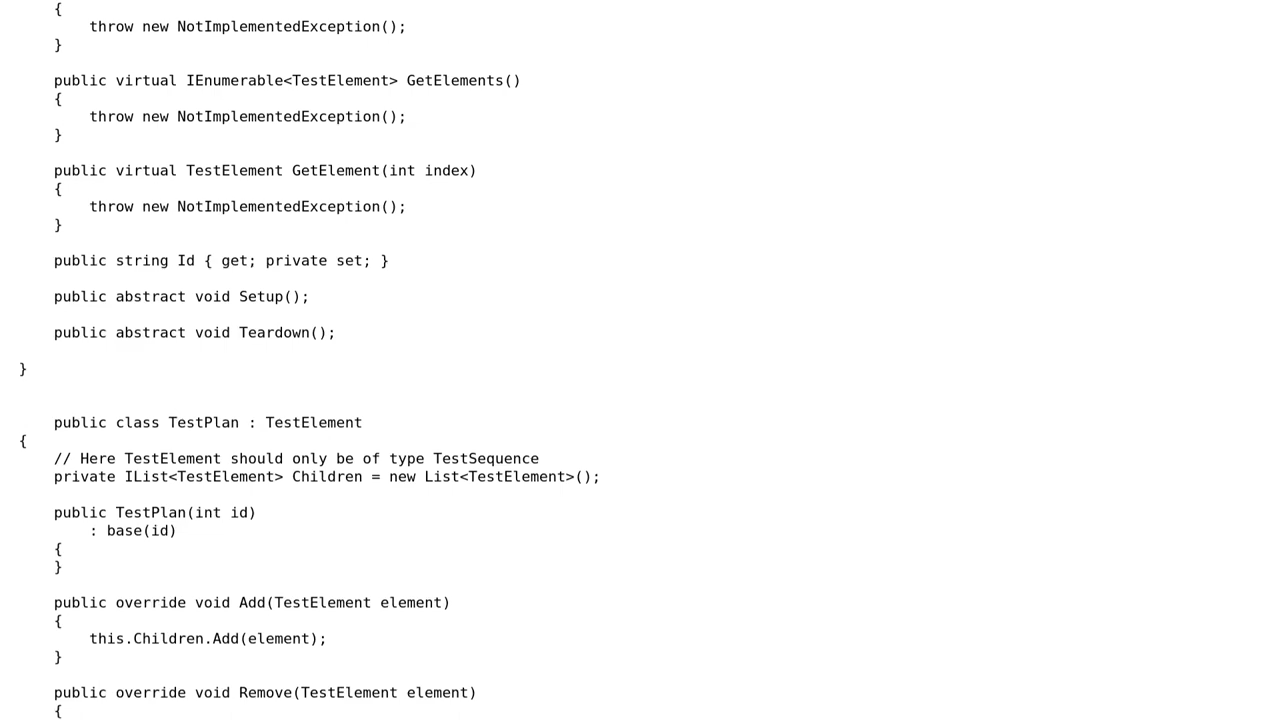 {
        throw new NotImplementedException();
    }

    public virtual IEnumerable<TestElement> GetElements()
    {
        throw new NotImplementedException();
    }

    public virtual TestElement GetElement(int index)
    {
        throw new NotImplementedException();
    }

    public string Id { get; private set; }

    public abstract void Setup();

    public abstract void Teardown();

}


    public class TestPlan : TestElement
{
    // Here TestElement should only be of type TestSequence
    private IList<TestElement> Children = new List<TestElement>();

    public TestPlan(int id)
        : base(id)
    {
    }

    public override void Add(TestElement element)
    {
        this.Children.Add(element);
    }

    public override void Remove(TestElement element)
    {